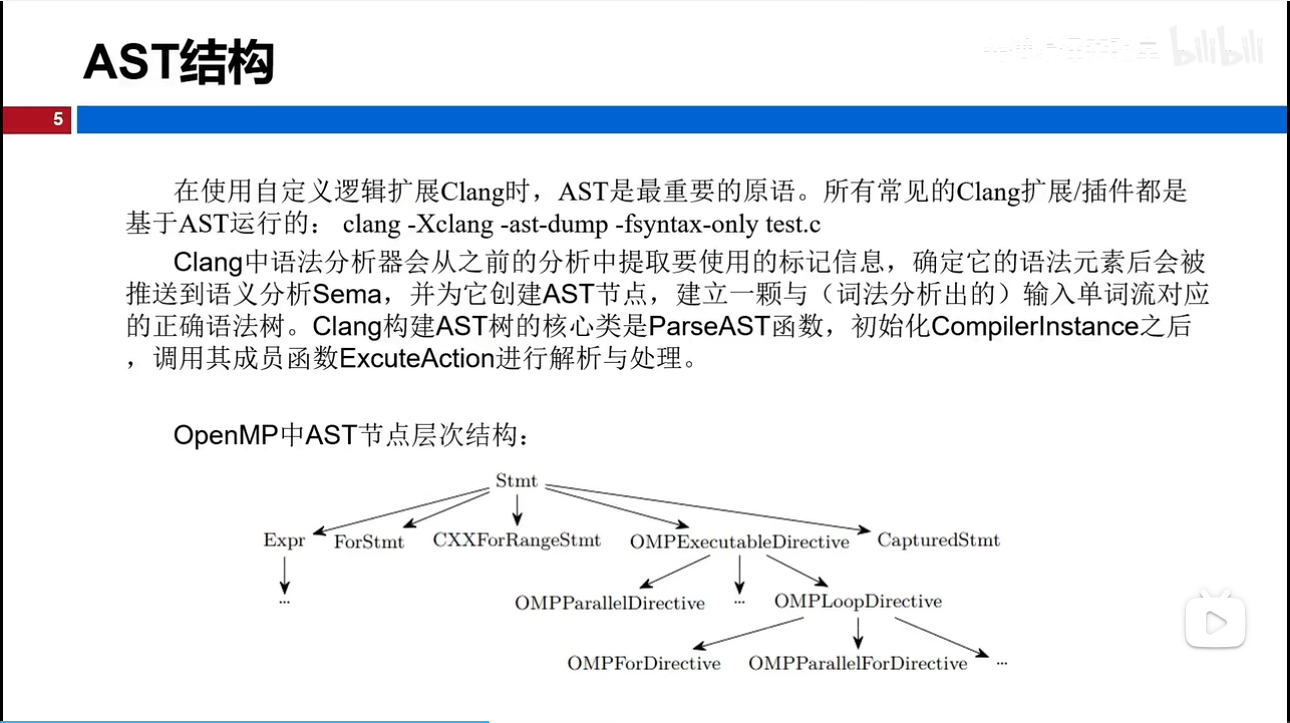 AST结构
bilibili
5
在使用自定义逻辑扩展Clang时，AST是最重要的原语。所有常见的Clang扩展/插件都是
基于AST运行的： clang -Xclang -ast-dump -fsyntax-only test.c
Clang中语法分析器会从之前的分析中提取要使用的标记信息，确定它的语法元素后会被
推送到语义分析Sema，并为它创建AST节点，建立一颗与（词法分析出的）输入单词流对应
的正确语法树。Clang构建AST树的核心类是ParseAST函数，初始化CompilerInstance之后
，调用其成员函数ExcuteAction进行解析与处理。
OpenMP中AST节点层次结构：
Stmt
Expr ForStmt CXXForRangeStmt OMPExecutableDirective CapturedStmt
... OMPParallelDirective ... OMPLoopDirective
OMPForDirective OMPParallelForDirective ...